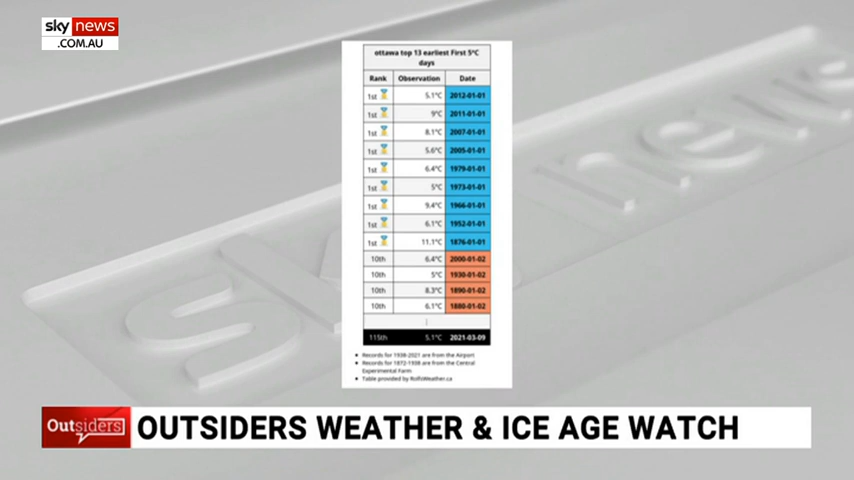 sky news
.COM.AU
ottawa top 13 earliest First 5°C
days
Rank Observation Date
1st 5.1°C 2012-01-01
1st 9°C 2011-01-01
1st 8.1°C 2007-01-01
1st 5.6°C 2005-01-01
1st 6.4°C 1979-01-01
1st 5°C 1973-01-01
1st 9.4°C 1966-01-01
1st 6.1°C 1952-01-01
1st 11.1°C 1876-01-01
10th 6.4°C 2000-01-02
10th 5°C 1930-01-02
10th 8.3°C 1890-01-02
10th 6.1°C 1880-01-02
⋮
115th 5.1°C 2021-03-09
• Records for 1938-2021 are from the Airport
• Records for 1872-1938 are from the Central
Experimental Farm
• Table provided by RolfsWeather.ca
sky news
Outsiders
OUTSIDERS WEATHER & ICE AGE WATCH